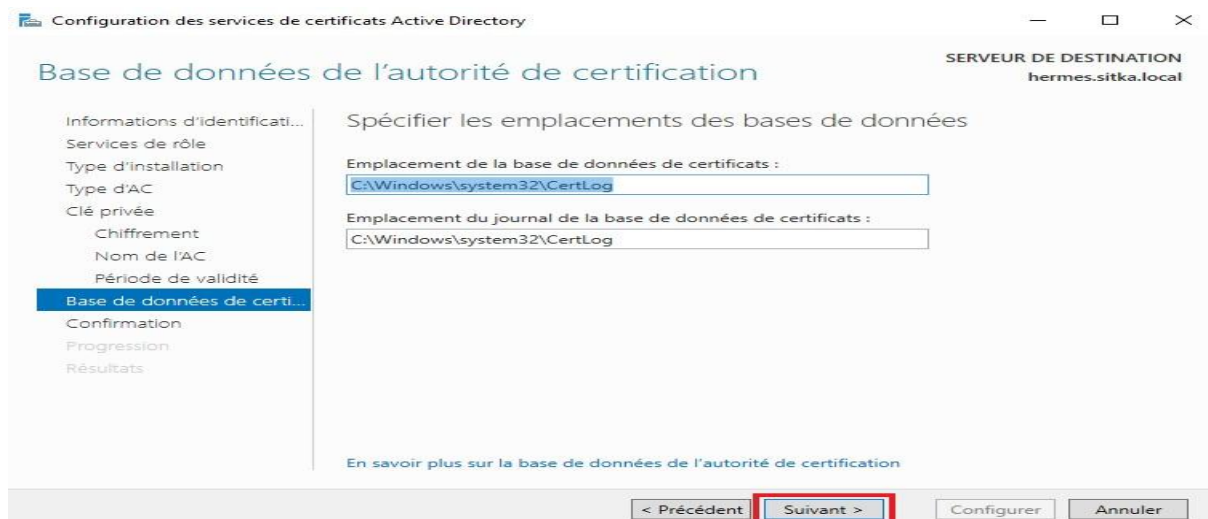 Configuration des services de certificats Active Directory
Base de données de l'autorité de certification
SERVEUR DE DESTINATION
hermes.sitka.local
Informations d'identificati...
Services de rôle
Type d'installation
Type d'AC
Clé privée
Chiffrement
Nom de l'AC
Période de validité
Base de données de certi...
Confirmation
Progression
Résultats
Spécifier les emplacements des bases de données
Emplacement de la base de données de certificats :
C:\Windows\system32\CertLog
Emplacement du journal de la base de données de certificats :
C:\Windows\system32\CertLog
En savoir plus sur la base de données de l'autorité de certification
< Précédent
Suivant >
Configurer
Annuler